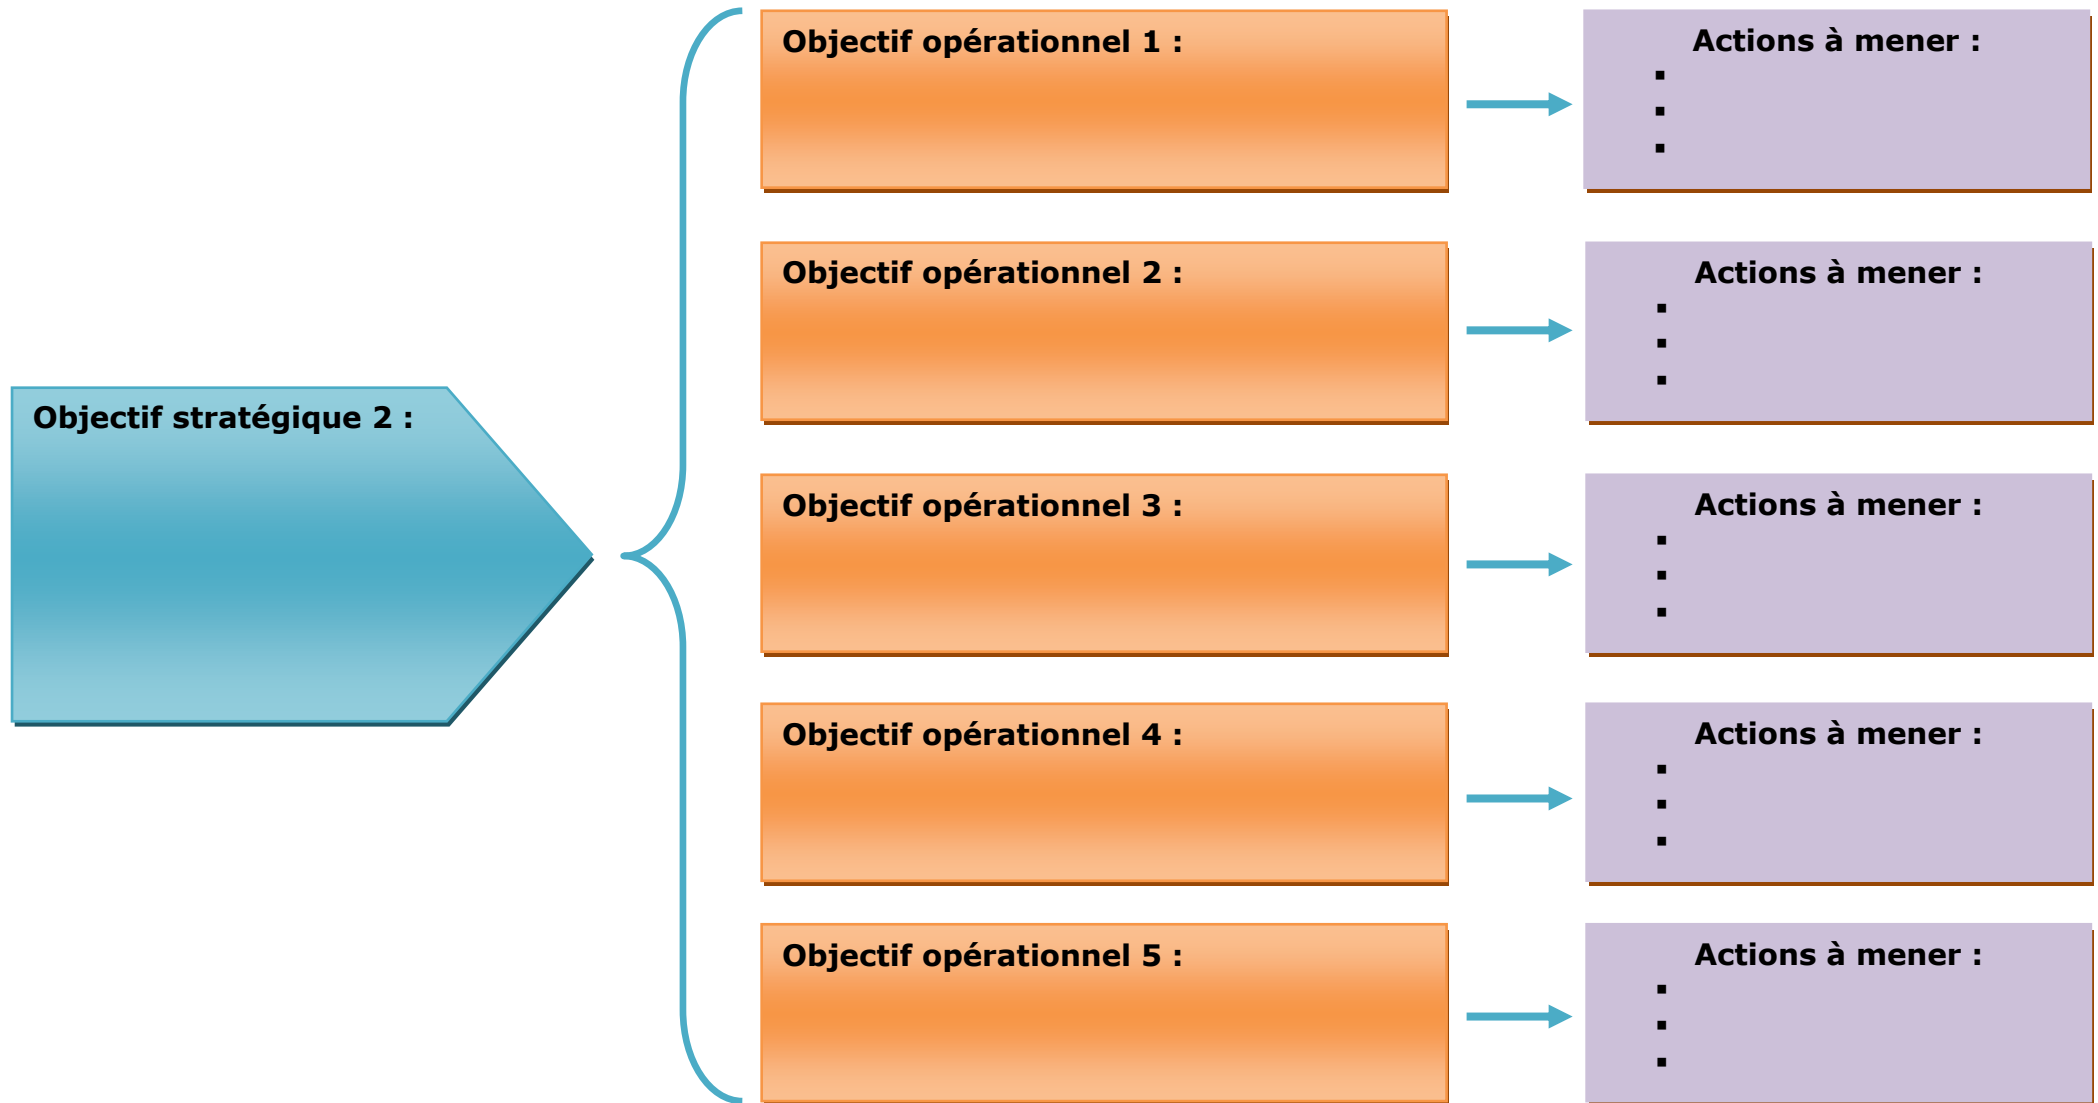 Objectif stratégique 2 :
Objectif opérationnel 1 :
Actions à mener :
▪
▪
▪
Objectif opérationnel 2 :
Actions à mener :
▪
▪
▪
Objectif opérationnel 3 :
Actions à mener :
▪
▪
▪
Objectif opérationnel 4 :
Actions à mener :
▪
▪
▪
Objectif opérationnel 5 :
Actions à mener :
▪
▪
▪